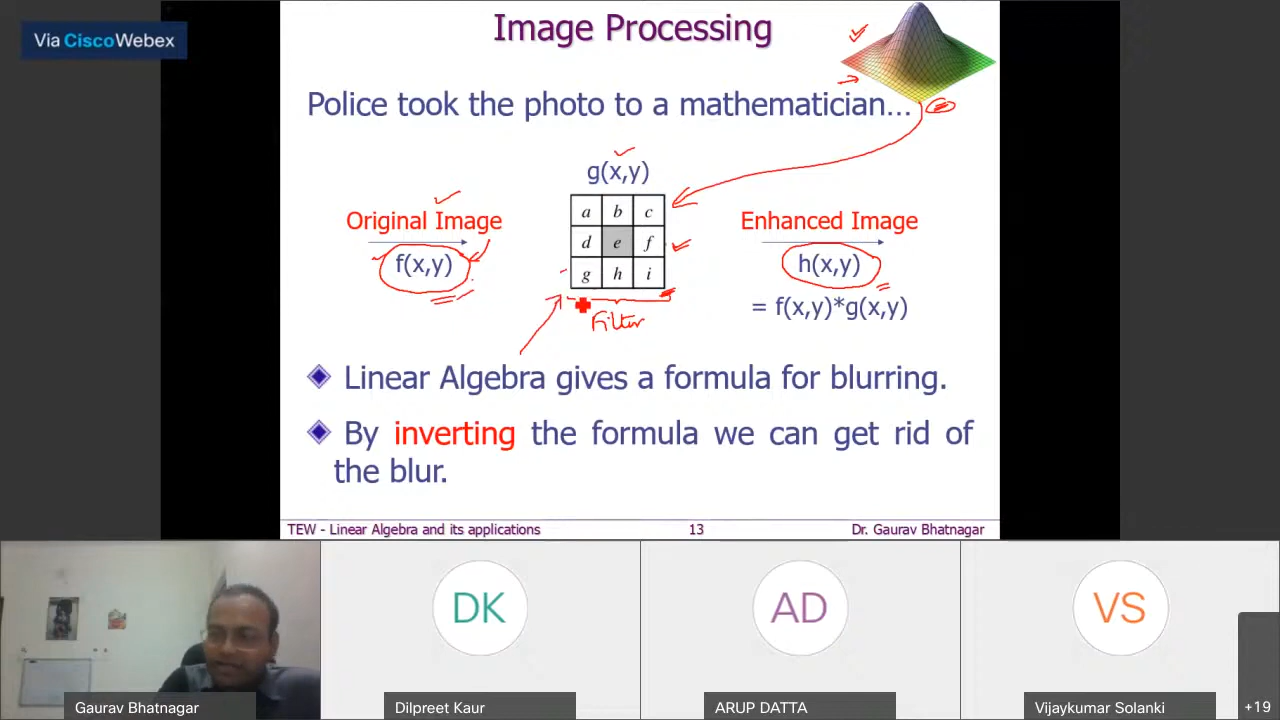 Via CiscoWebex
Image Processing
Police took the photo to a mathematician...
g(x,y)
Original Image
f(x,y)
a b c
d e f
g h i
Filter
Enhanced Image
h(x,y)
= f(x,y)*g(x,y)
Linear Algebra gives a formula for blurring.
By inverting the formula we can get rid of
the blur.
TEW - Linear Algebra and its applications 13 Dr. Gaurav Bhatnagar
DK AD VS
Gaurav Bhatnagar Dilpreet Kaur ARUP DATTA Vijaykumar Solanki +19